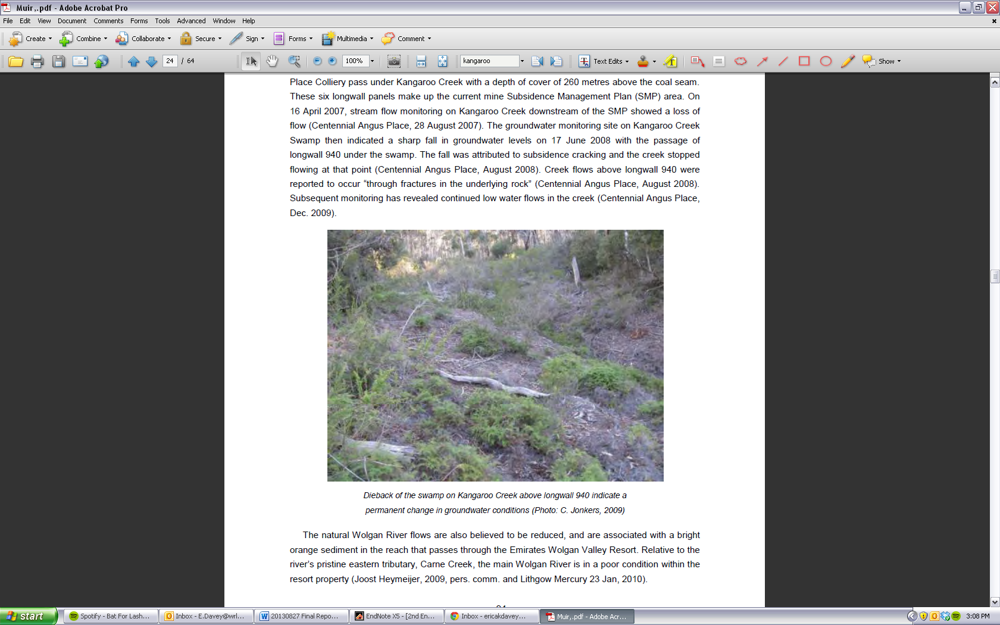 Muir,.pdf - Adobe Acrobat Pro
File Edit View Document Comments Forms Tools Advanced Window Help
Create Combine Collaborate Secure Sign Forms Multimedia Comment
24 / 64 100% kangaroo Text Edits Show
Place Colliery pass under Kangaroo Creek with a depth of cover of 260 metres above the coal seam.
These six longwall panels make up the current mine Subsidence Management Plan (SMP) area. On
16 April 2007, stream flow monitoring on Kangaroo Creek downstream of the SMP showed a loss of
flow (Centennial Angus Place, 28 August 2007). The groundwater monitoring site on Kangaroo Creek
Swamp then indicated a sharp fall in groundwater levels on 17 June 2008 with the passage of
longwall 940 under the swamp. The fall was attributed to subsidence cracking and the creek stopped
flowing at that point (Centennial Angus Place, August 2008). Creek flows above longwall 940 were
reported to occur “through fractures in the underlying rock” (Centennial Angus Place, August 2008).
Subsequent monitoring has revealed continued low water flows in the creek (Centennial Angus Place,
Dec. 2009).
Dieback of the swamp on Kangaroo Creek above longwall 940 indicate a
permanent change in groundwater conditions (Photo: C. Jonkers, 2009)
The natural Wolgan River flows are also believed to be reduced, and are associated with a bright
orange sediment in the reach that passes through the Emirates Wolgan Valley Resort. Relative to the
river’s pristine eastern tributary, Carne Creek, the main Wolgan River is in a poor condition within the
resort property (Joost Heymeijer, 2009, pers. comm. and Lithgow Mercury 23 Jan, 2010).
start Spotify - Bat For Lash... Inbox - E.Davey@wrl... 20130827 Final Repo... EndNote X5 - [2nd En... Inbox - ericakdavey... Muir,.pdf - Adobe Acr... 3:08 PM